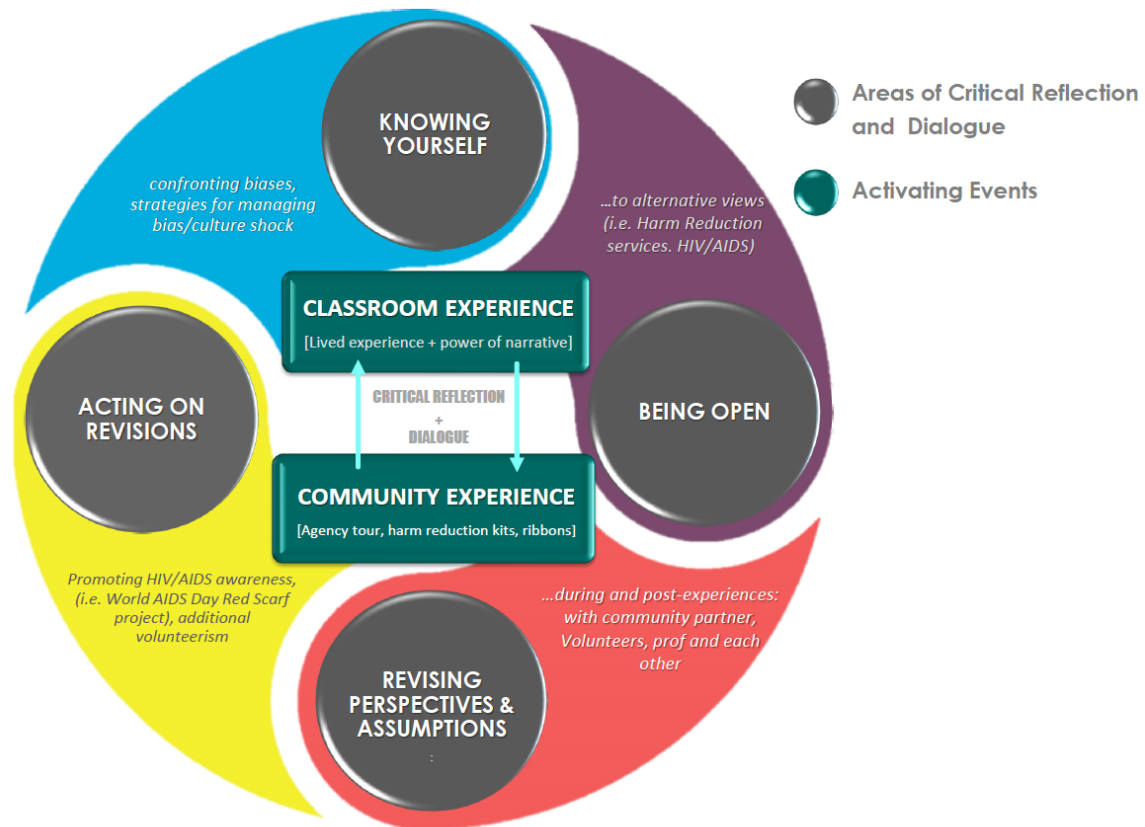 KNOWING
YOURSELF
confronting biases,
strategies for managing
bias/culture shock
...to alternative views
(i.e. Harm Reduction
services. HIV/AIDS)
Areas of Critical Reflection
and Dialogue
Activating Events
CLASSROOM EXPERIENCE
[Lived experience + power of narrative]
CRITICAL REFLECTION
+
DIALOGUE
COMMUNITY EXPERIENCE
[Agency tour, harm reduction kits, ribbons]
ACTING ON
REVISIONS
BEING OPEN
Promoting HIV/AIDS awareness,
(i.e. World AIDS Day Red Scarf
project), additional
volunteerism
...during and post-experiences:
with community partner,
Volunteers, prof and each
other
REVISING
PERSPECTIVES &
ASSUMPTIONS
: